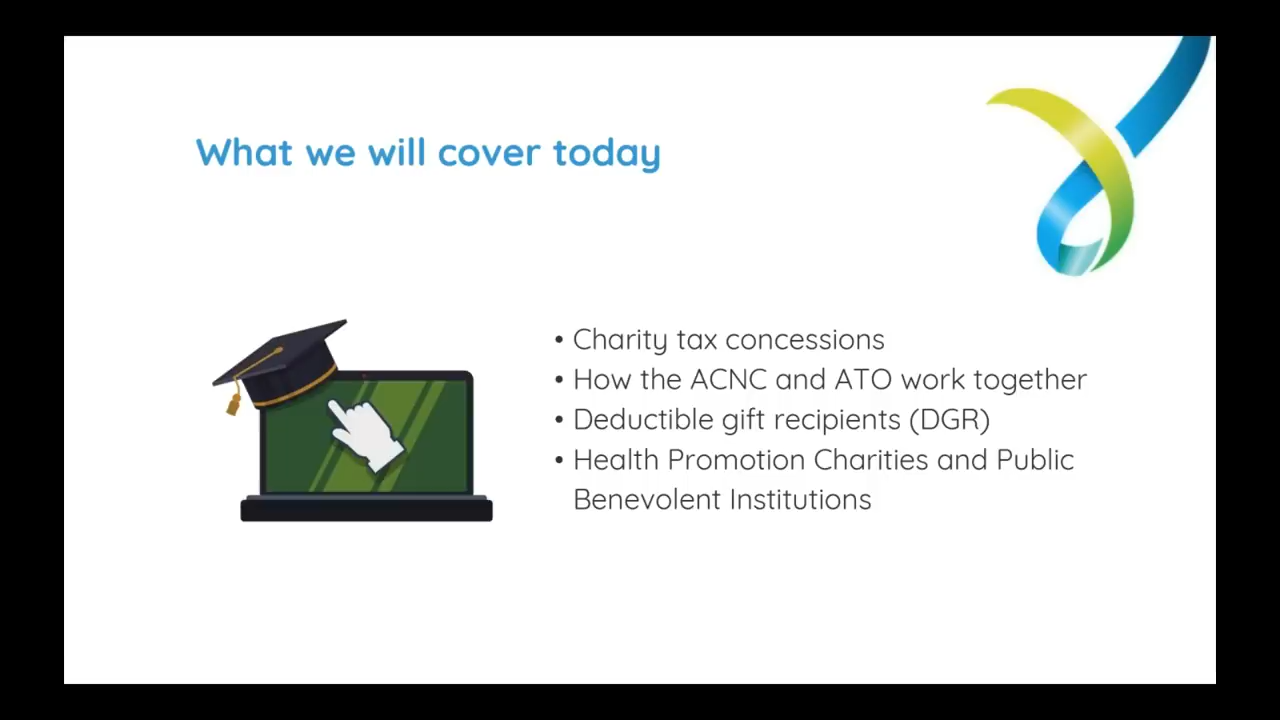 What we will cover today
• Charity tax concessions
• How the ACNC and ATO work together
• Deductible gift recipients (DGR)
• Health Promotion Charities and Public
Benevolent Institutions